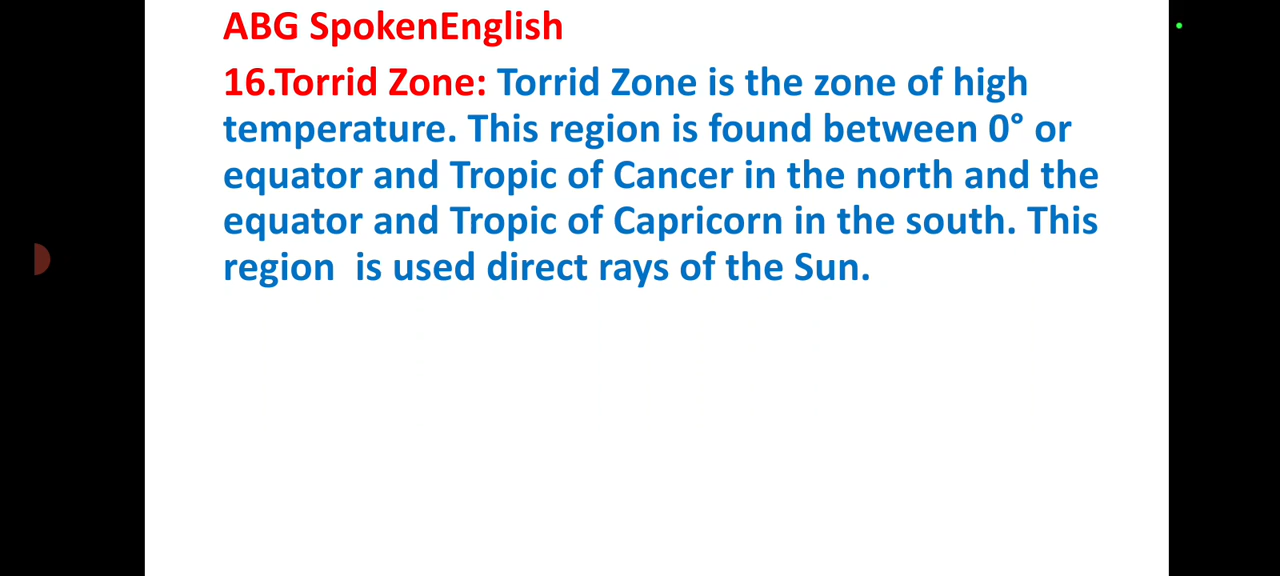 ABG SpokenEnglish
16.Torrid Zone: Torrid Zone is the zone of high
temperature. This region is found between 0° or
equator and Tropic of Cancer in the north and the
equator and Tropic of Capricorn in the south. This
region  is used direct rays of the Sun.